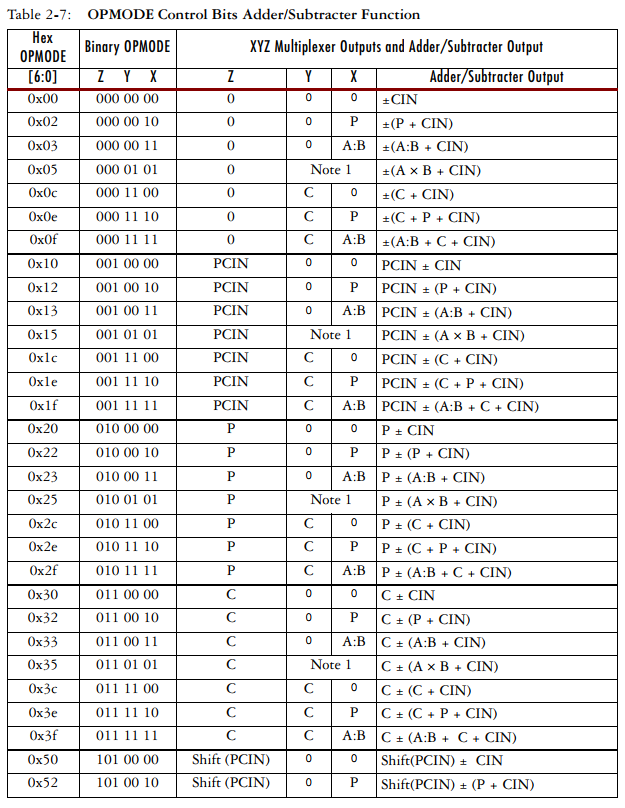 Table 2-7: OPMODE Control Bits Adder/Subtracter Function
Hex OPMODE Binary OPMODE XYZ Multiplexer Outputs and Adder/Subtracter Output
[6:0] Z Y X Z Y X Adder/Subtracter Output
0x00 000 00 00 0 0 0 ±CIN
0x02 000 00 10 0 0 P ±(P + CIN)
0x03 000 00 11 0 0 A:B ±(A:B + CIN)
0x05 000 01 01 0 Note 1 ±(A × B + CIN)
0x0c 000 11 00 0 C 0 ±(C + CIN)
0x0e 000 11 10 0 C P ±(C + P + CIN)
0x0f 000 11 11 0 C A:B ±(A:B + C + CIN)
0x10 001 00 00 PCIN 0 0 PCIN ± CIN
0x12 001 00 10 PCIN 0 P PCIN ± (P + CIN)
0x13 001 00 11 PCIN 0 A:B PCIN ± (A:B + CIN)
0x15 001 01 01 PCIN Note 1 PCIN ± (A × B + CIN)
0x1c 001 11 00 PCIN C 0 PCIN ± (C + CIN)
0x1e 001 11 10 PCIN C P PCIN ± (C + P + CIN)
0x1f 001 11 11 PCIN C A:B PCIN ± (A:B + C + CIN)
0x20 010 00 00 P 0 0 P ± CIN
0x22 010 00 10 P 0 P P ± (P + CIN)
0x23 010 00 11 P 0 A:B P ± (A:B + CIN)
0x25 010 01 01 P Note 1 P ± (A × B + CIN)
0x2c 010 11 00 P C 0 P ± (C + CIN)
0x2e 010 11 10 P C P P ± (C + P + CIN)
0x2f 010 11 11 P C A:B P ± (A:B + C + CIN)
0x30 011 00 00 C 0 0 C ± CIN
0x32 011 00 10 C 0 P C ± (P + CIN)
0x33 011 00 11 C 0 A:B C ± (A:B + CIN)
0x35 011 01 01 C Note 1 C ± (A × B + CIN)
0x3c 011 11 00 C C 0 C ± (C + CIN)
0x3e 011 11 10 C C P C ± (C + P + CIN)
0x3f 011 11 11 C C A:B C ± (A:B + C + CIN)
0x50 101 00 00 Shift (PCIN) 0 0 Shift(PCIN) ± CIN
0x52 101 00 10 Shift (PCIN) 0 P Shift(PCIN) ± (P + CIN)